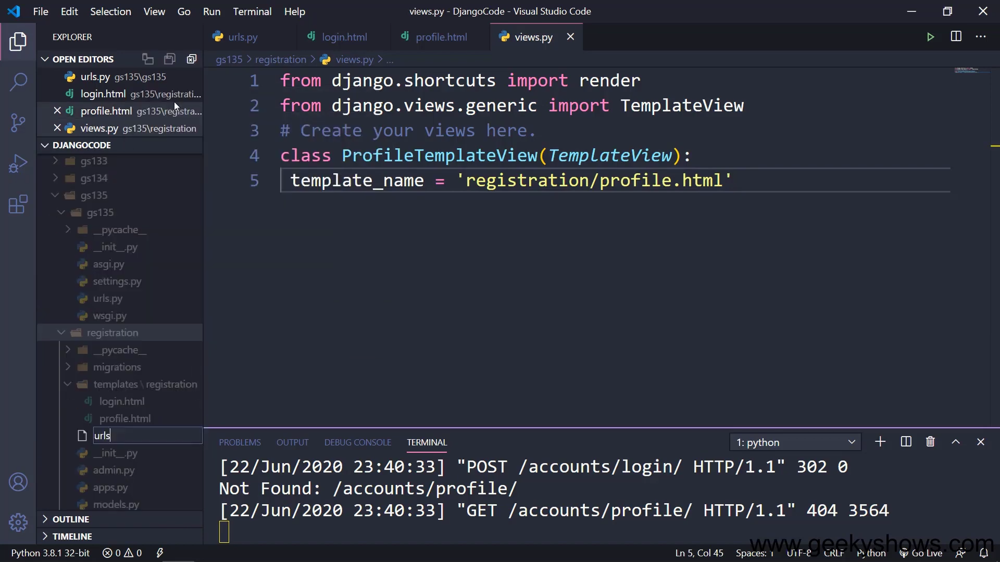 File Edit Selection View Go Run Terminal Help views.py - DjangoCode - Visual Studio Code
EXPLORER
urls.py login.html profile.html views.py
OPEN EDITORS
urls.py gs135\gs135
login.html gs135\registrati...
profile.html gs135\registra...
views.py gs135\registration
DJANGOCODE
gs133
gs134
gs135
gs135
__pycache__
__init__.py
asgi.py
settings.py
urls.py
wsgi.py
registration
__pycache__
migrations
templates \ registration
login.html
profile.html
urls
__init__.py
admin.py
apps.py
models.py
OUTLINE
TIMELINE
gs135 > registration > views.py > ...
1 from django.shortcuts import render
2 from django.views.generic import TemplateView
3 # Create your views here.
4 class ProfileTemplateView(TemplateView):
5 template_name = 'registration/profile.html'
PROBLEMS OUTPUT DEBUG CONSOLE TERMINAL 1: python
[22/Jun/2020 23:40:33] "POST /accounts/login/ HTTP/1.1" 302 0
Not Found: /accounts/profile/
[22/Jun/2020 23:40:33] "GET /accounts/profile/ HTTP/1.1" 404 3564
www.geekyshows.com
Python 3.8.1 32-bit 0 0 Ln 5, Col 45 Spaces: 1 UTF-8 CRLF Python Go Live